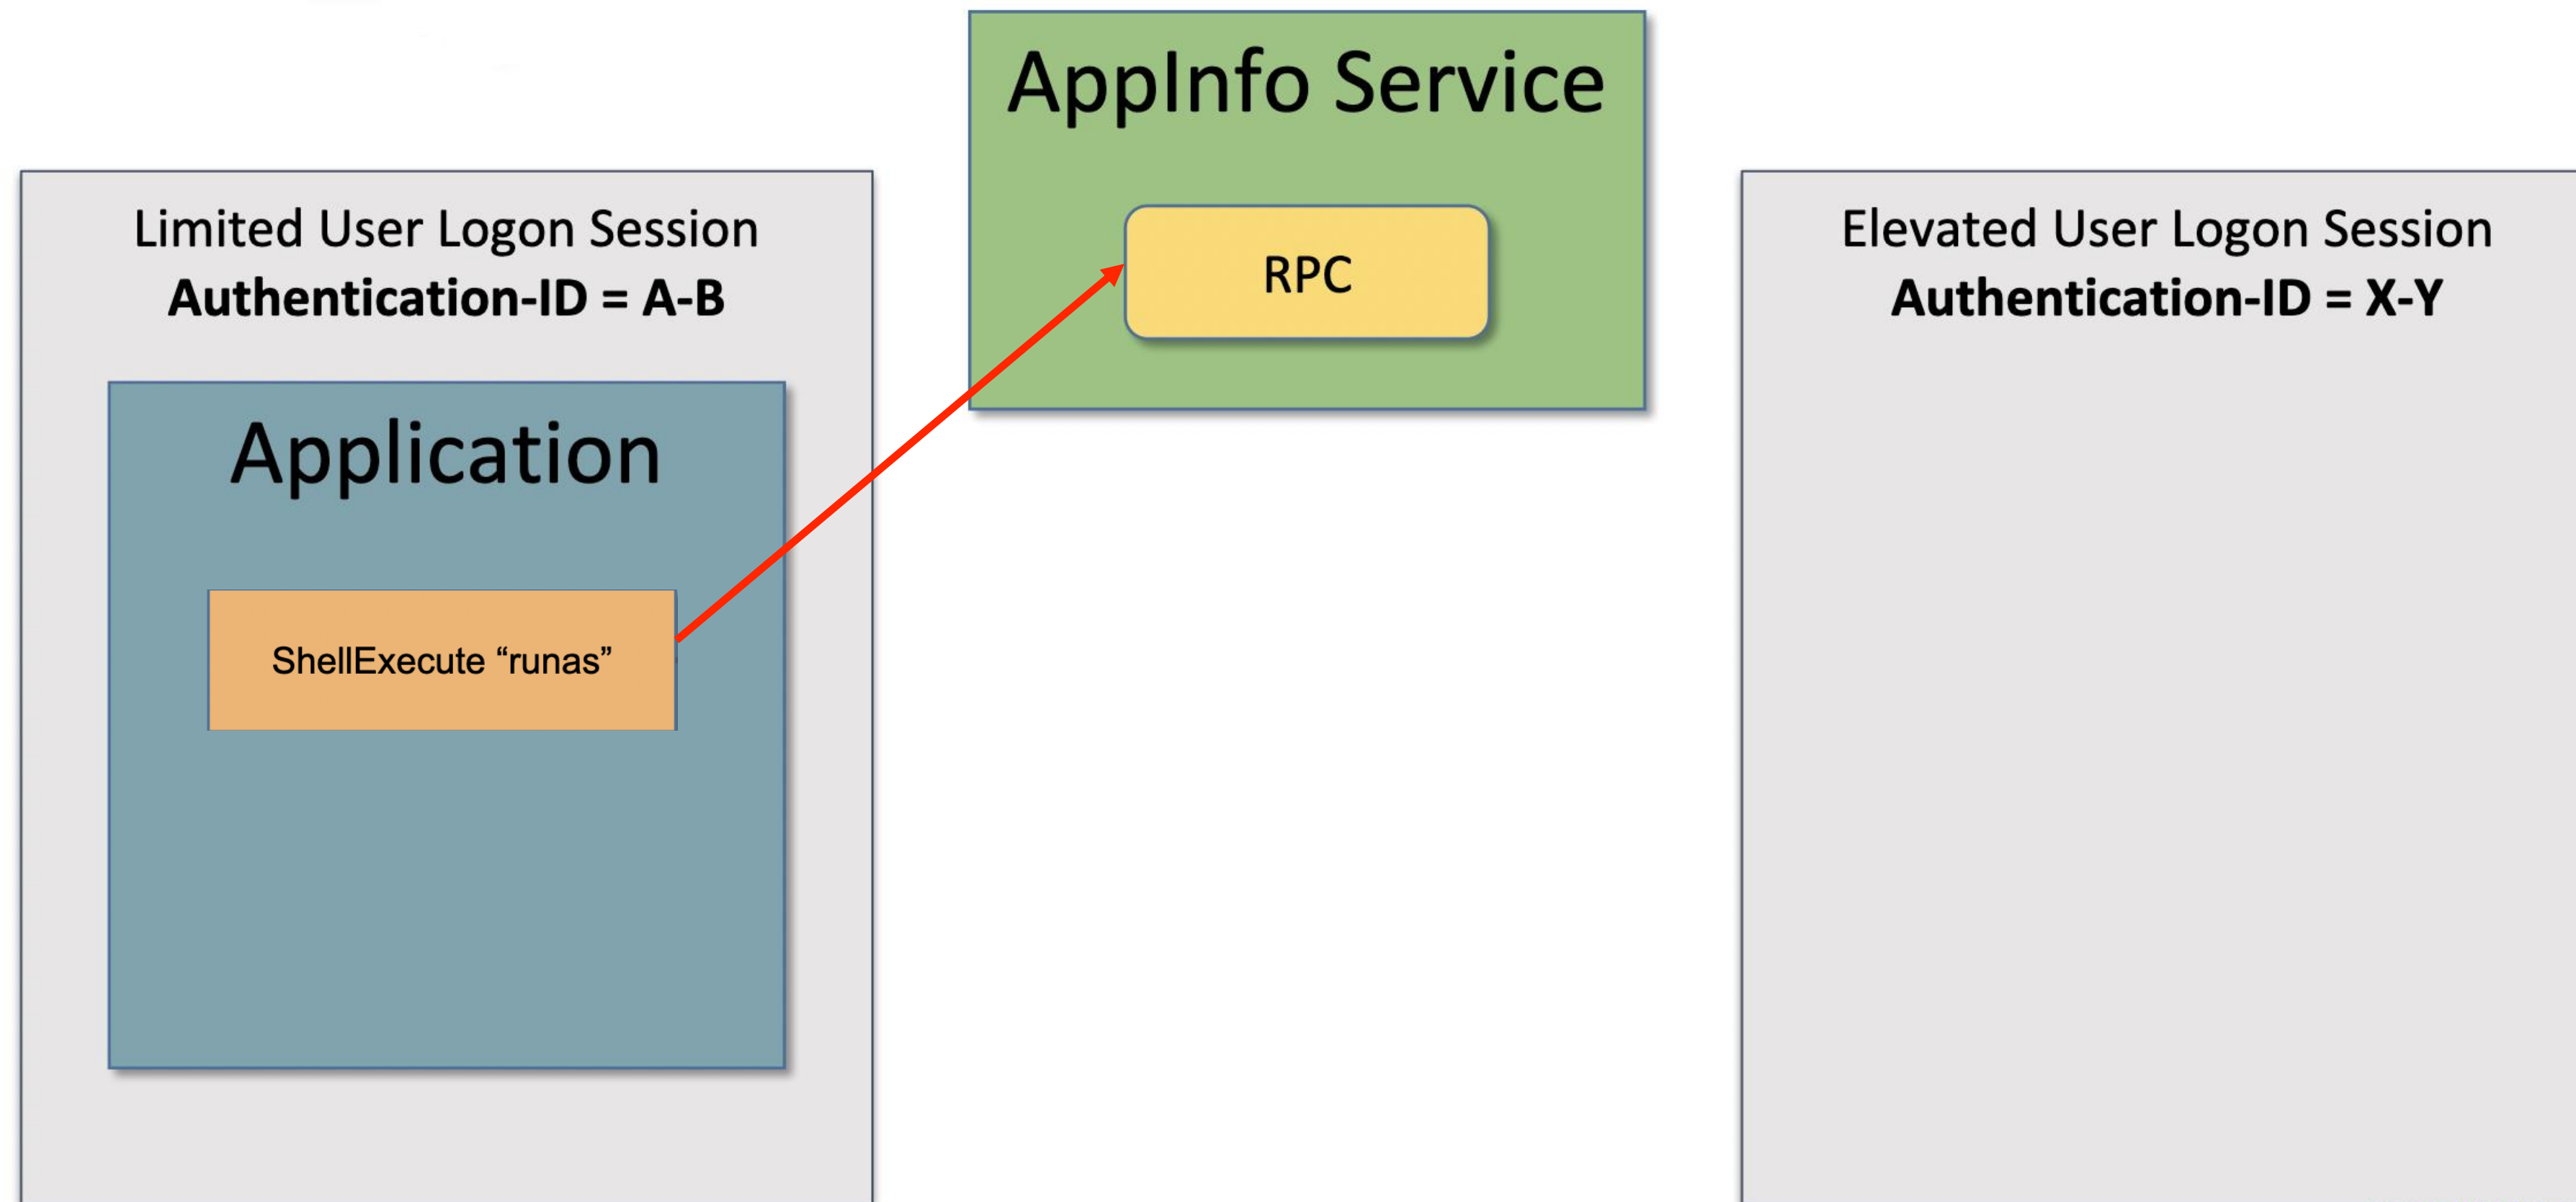 AppInfo Service
RPC
Limited User Logon Session
Authentication-ID = A-B
Application
ShellExecute “runas”
Elevated User Logon Session
Authentication-ID = X-Y